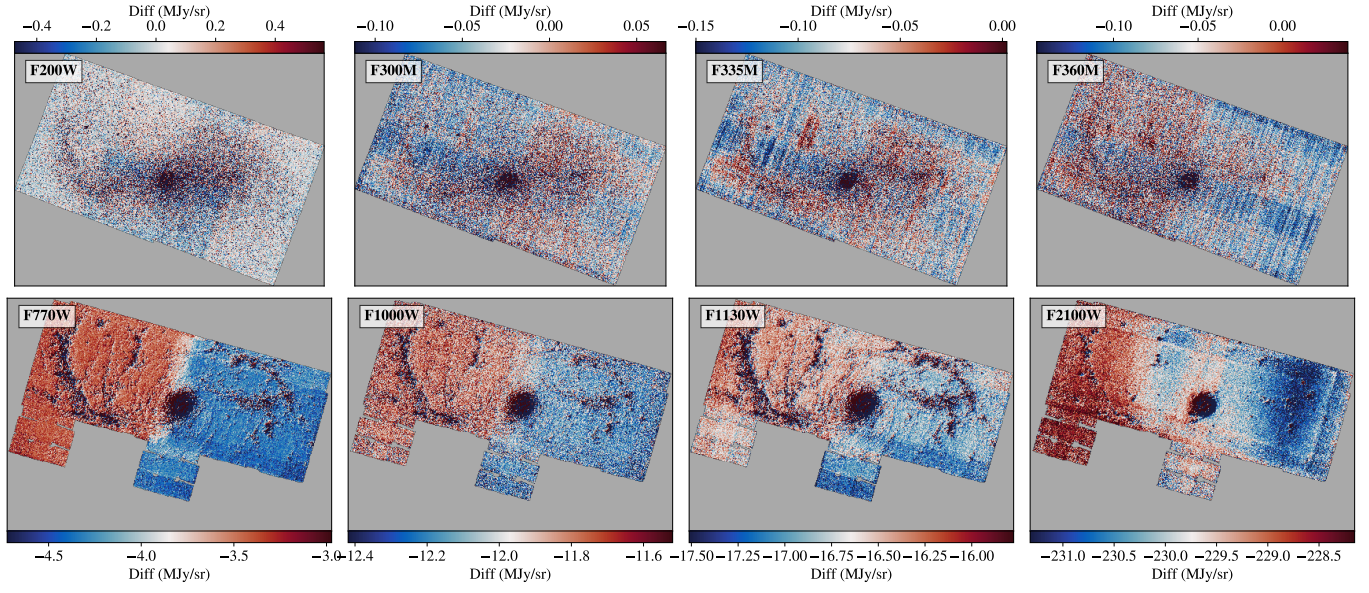 Diff (MJy/sr) Diff (MJy/sr) Diff (MJy/sr) Diff (MJy/sr)
−0.4 −0.2 0.0 0.2 0.4 −0.10 −0.05 0.00 0.05 −0.15 −0.10 −0.05 0.00 −0.10 −0.05 0.00
F200W F300M F335M F360M
F770W F1000W F1130W F2100W
−4.5 −4.0 −3.5 −3.0 −12.4 −12.2 −12.0 −11.8 −11.6 −17.50 −17.25 −17.00 −16.75 −16.50 −16.25 −16.00 −231.0 −230.5 −230.0 −229.5 −229.0 −228.5
Diff (MJy/sr) Diff (MJy/sr) Diff (MJy/sr) Diff (MJy/sr)